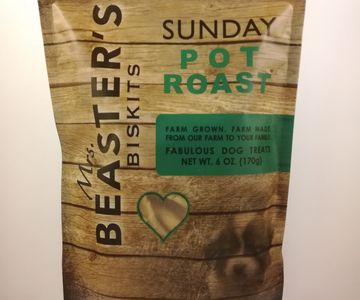 Mrs.
BEASTER'S
BISKITS
SUNDAY
POT
ROAST
FARM GROWN, FARM MADE
FROM OUR FARM TO YOUR FAMILY
FABULOUS DOG TREATS
NET WT. 6 OZ. (170g)